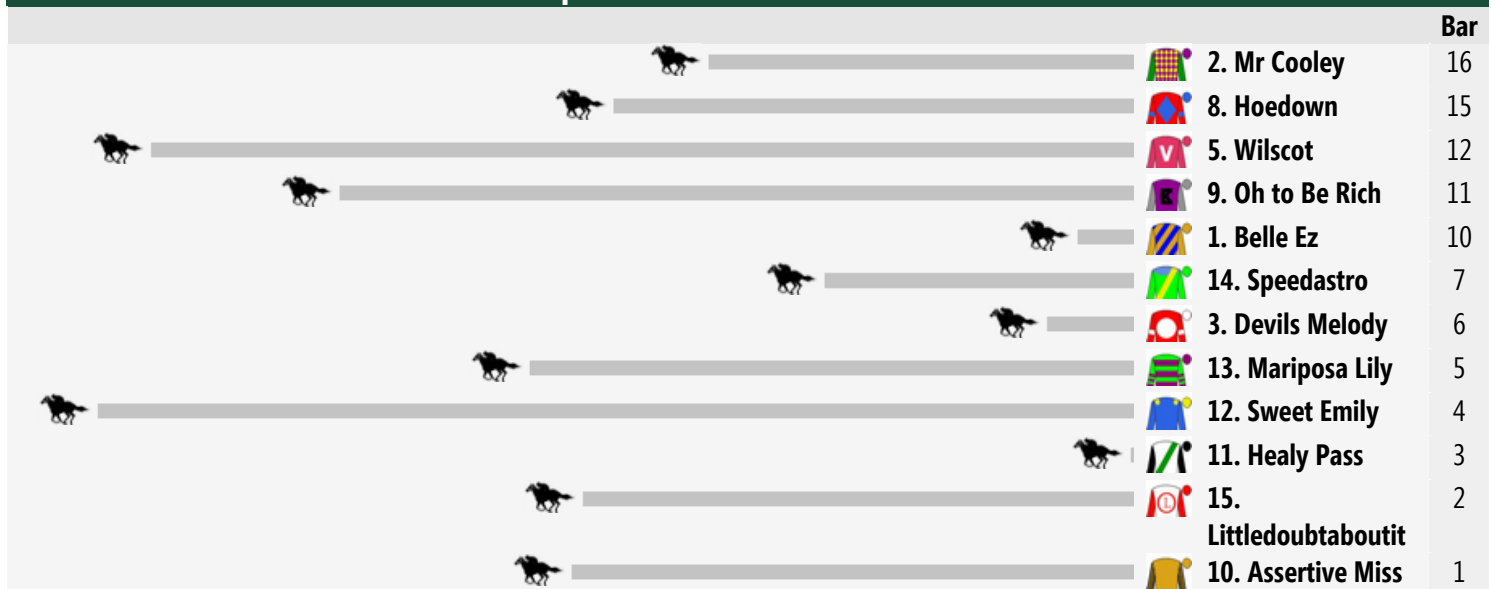 Bar
2. Mr Cooley 16
8. Hoedown 15
V
5. Wilscot 12
9. Oh to Be Rich 11
1. Belle Ez 10
14. Speedastro 7
3. Devils Melody 6
13. Mariposa Lily 5
12. Sweet Emily 4
11. Healy Pass 3
L
15. 2
Littledoubtaboutit
10. Assertive Miss 1